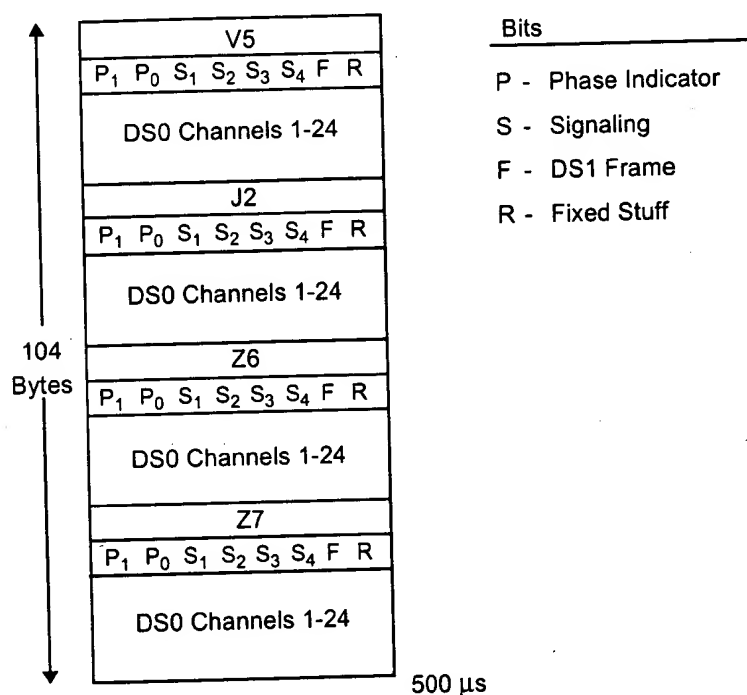 V5
P₁ P₀ S₁ S₂ S₃ S₄ F R
DS0 Channels 1-24
J2
P₁ P₀ S₁ S₂ S₃ S₄ F R
DS0 Channels 1-24
Z6
P₁ P₀ S₁ S₂ S₃ S₄ F R
DS0 Channels 1-24
Z7
P₁ P₀ S₁ S₂ S₃ S₄ F R
DS0 Channels 1-24
104
Bytes
500 µs
Bits
P - Phase Indicator
S - Signaling
F - DS1 Frame
R - Fixed Stuff